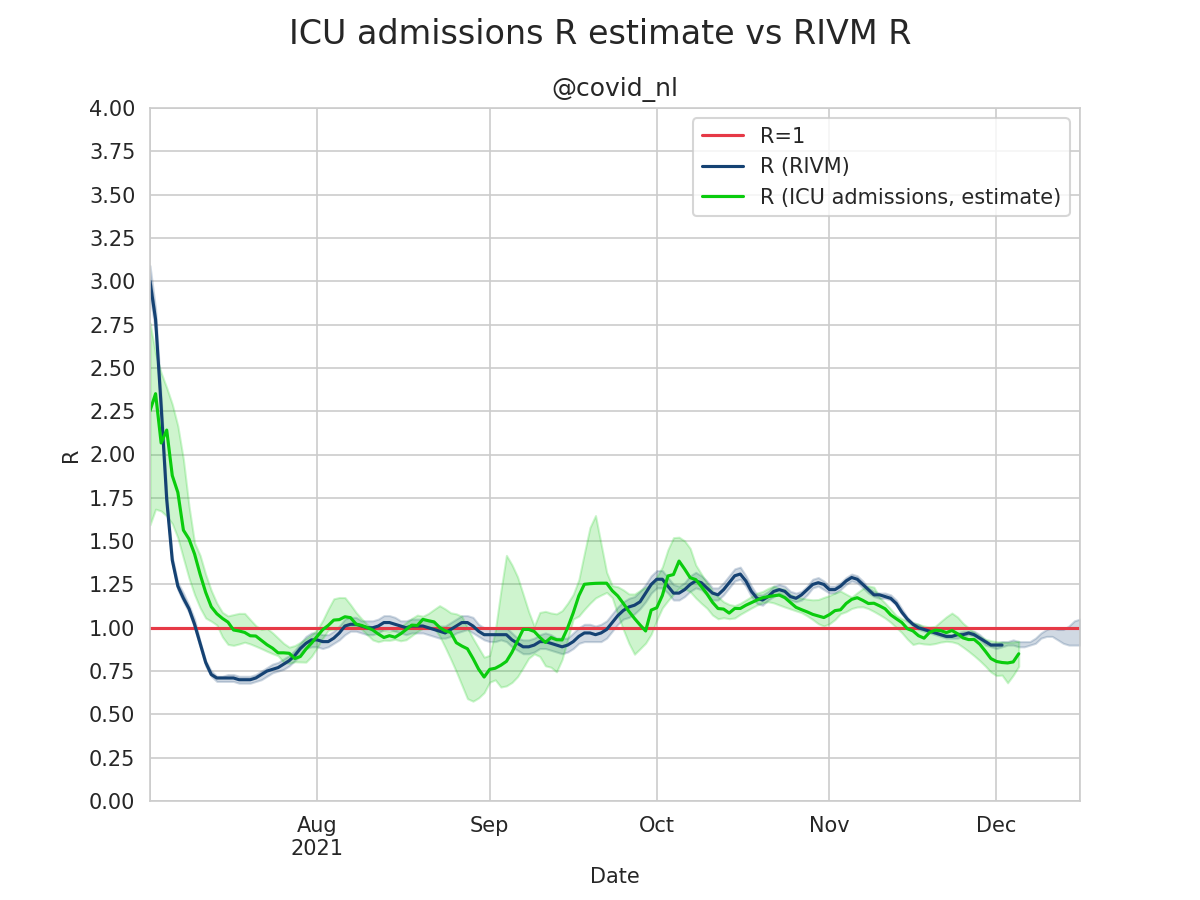 ICU admissions R estimate vs RIVM R
@covid_nl
R=1
R (RIVM)
R (ICU admissions, estimate)
4.00
3.75
3.50
3.25
3.00
2.75
2.50
2.25
2.00
1.75
1.50
1.25
1.00
0.75
0.50
0.25
0.00
R
Aug
2021
Sep
Oct
Nov
Dec
Date